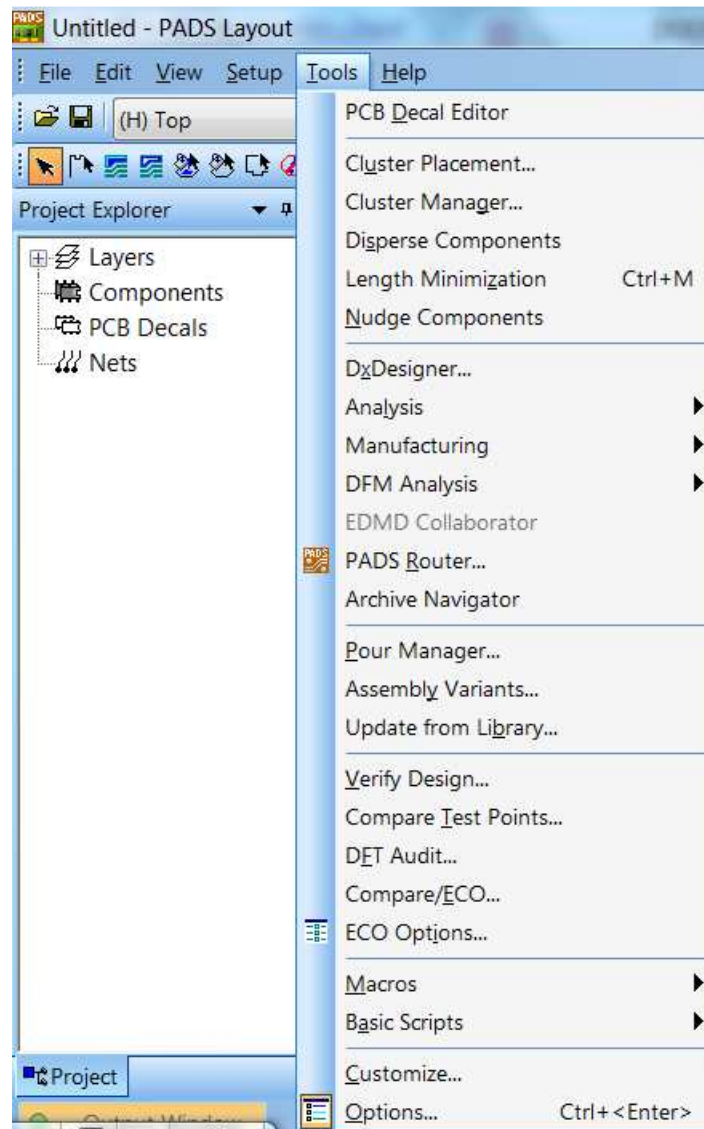 PADS
Untitled - PADS Layout
File Edit View Setup Tools Help
(H) Top
Project Explorer
Layers
Components
PCB Decals
Nets
PCB Decal Editor
Cluster Placement...
Cluster Manager...
Disperse Components
Length Minimization Ctrl+M
Nudge Components
DxDesigner...
Analysis
Manufacturing
DFM Analysis
EDMD Collaborator
PADS
PADS Router...
Archive Navigator
Pour Manager...
Assembly Variants...
Update from Library...
Verify Design...
Compare Test Points...
DFT Audit...
Compare/ECO...
ECO Options...
Macros
Basic Scripts
Customize...
Options... Ctrl+<Enter>
Project
Output Window